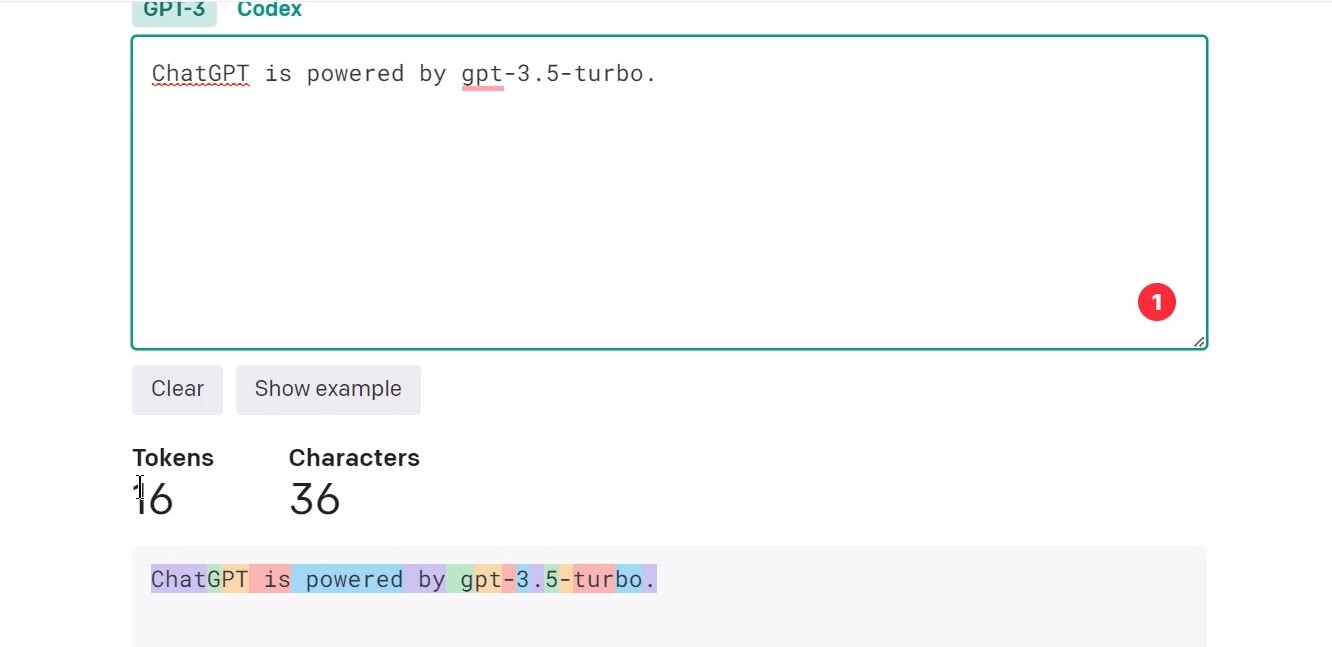 GPT-3 Codex
ChatGPT is powered by gpt-3.5-turbo.
1
Clear Show example
Tokens Characters
16 36
ChatGPT is powered by gpt-3.5-turbo.